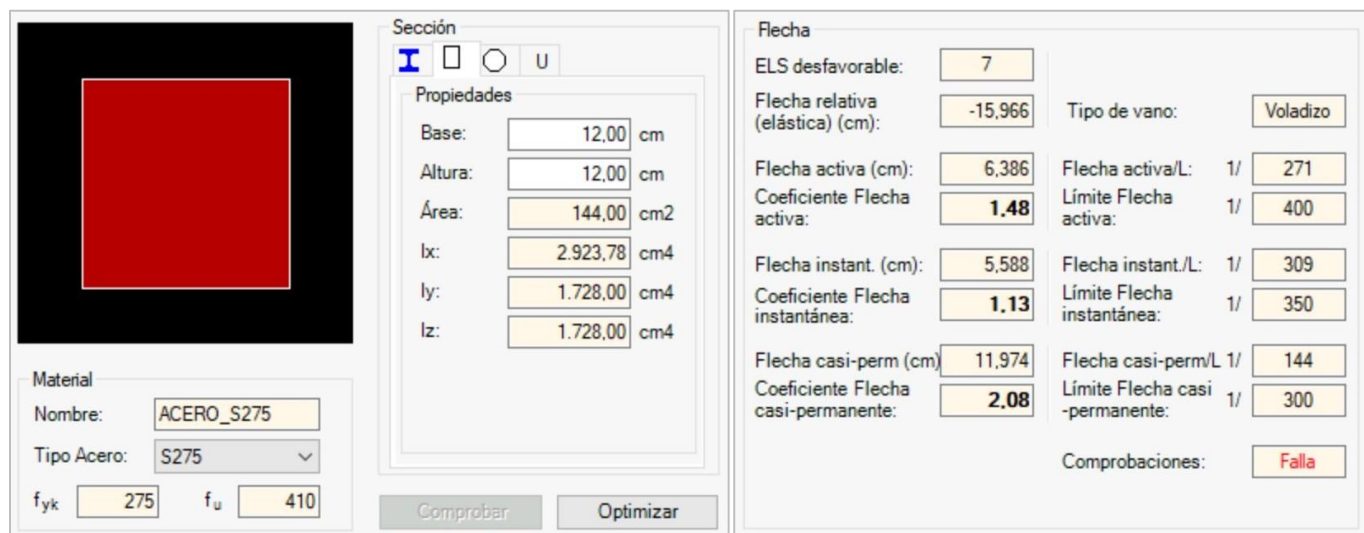 Sección
U
Propiedades
Base: 12,00 cm
Altura: 12,00 cm
Área: 144,00 cm2
Ix: 2.923,78 cm4
Iy: 1.728,00 cm4
Iz: 1.728,00 cm4
Material
Nombre: ACERO_S275
Tipo Acero: S275
fyk 275 fu 410
Comprobar Optimizar
Flecha
ELS desfavorable: 7
Flecha relativa
(elástica) (cm): -15,966 Tipo de vano: Voladizo
Flecha activa (cm): 6,386 Flecha activa/L: 1/ 271
Coeficiente Flecha
activa: 1,48 Límite Flecha
activa: 1/ 400
Flecha instant. (cm): 5,588 Flecha instant./L: 1/ 309
Coeficiente Flecha
instantánea: 1,13 Límite Flecha
instantánea: 1/ 350
Flecha casi-perm (cm) 11,974 Flecha casi-perm/L 1/ 144
Coeficiente Flecha
casi-permanente: 2,08 Límite Flecha casi
-permanente: 1/ 300
Comprobaciones: Falla